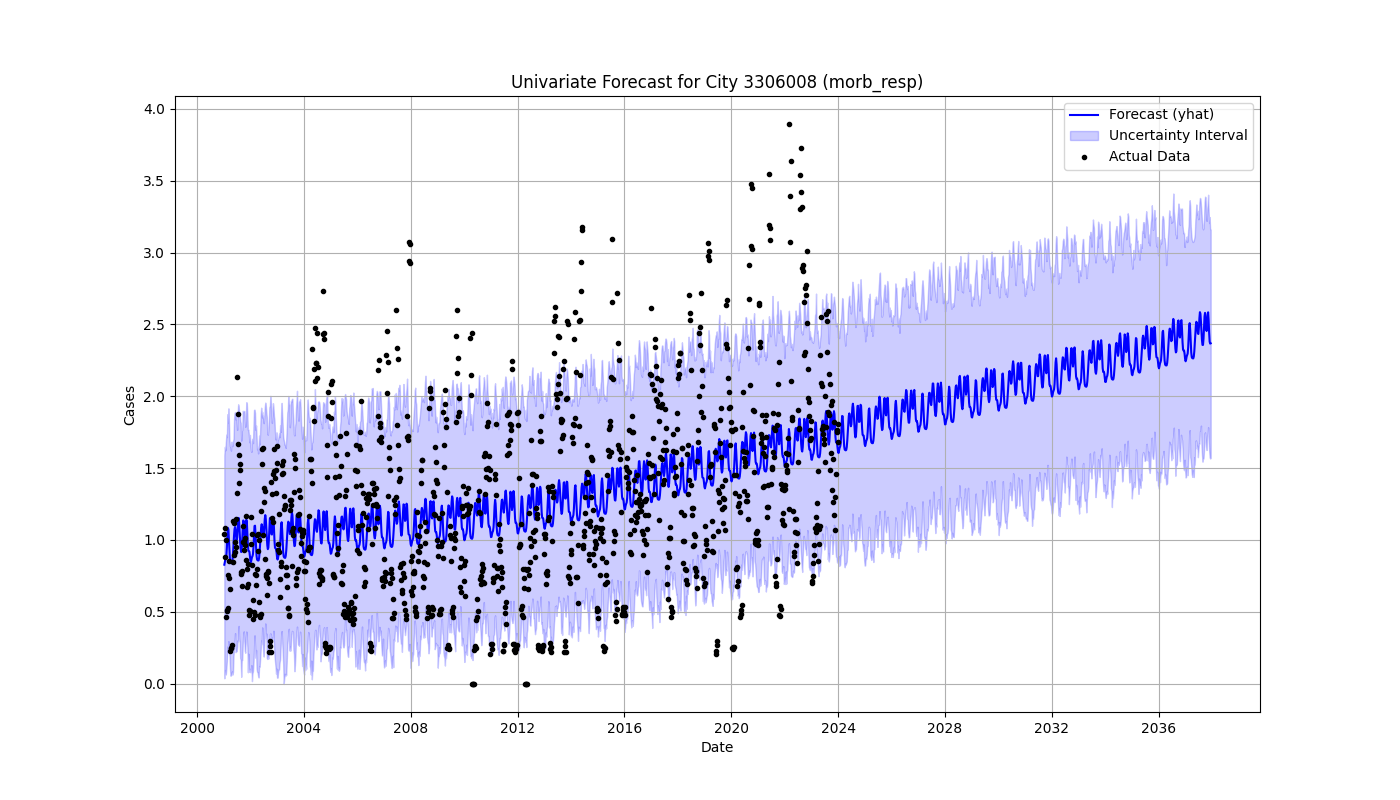 Univariate Forecast for City 3306008 (morb_resp)
Forecast (yhat)
Uncertainty Interval
Actual Data
Cases
4.0
3.5
3.0
2.5
2.0
1.5
1.0
0.5
0.0
2000 2004 2008 2012 2016 2020 2024 2028 2032 2036
Date